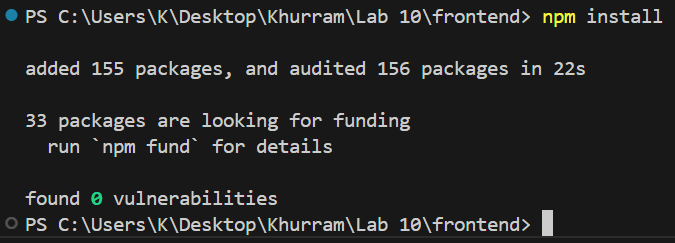 PS C:\Users\K\Desktop\Khurram\Lab 10\frontend> npm install
added 155 packages, and audited 156 packages in 22s
33 packages are looking for funding
run `npm fund` for details
found 0 vulnerabilities
PS C:\Users\K\Desktop\Khurram\Lab 10\frontend>